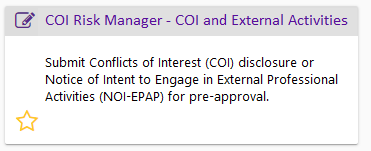 COI Risk Manager - COI and External Activities
Submit Conflicts of Interest (COI) disclosure or
Notice of Intent to Engage in External Professional
Activities (NOI-EPAP) for pre-approval.